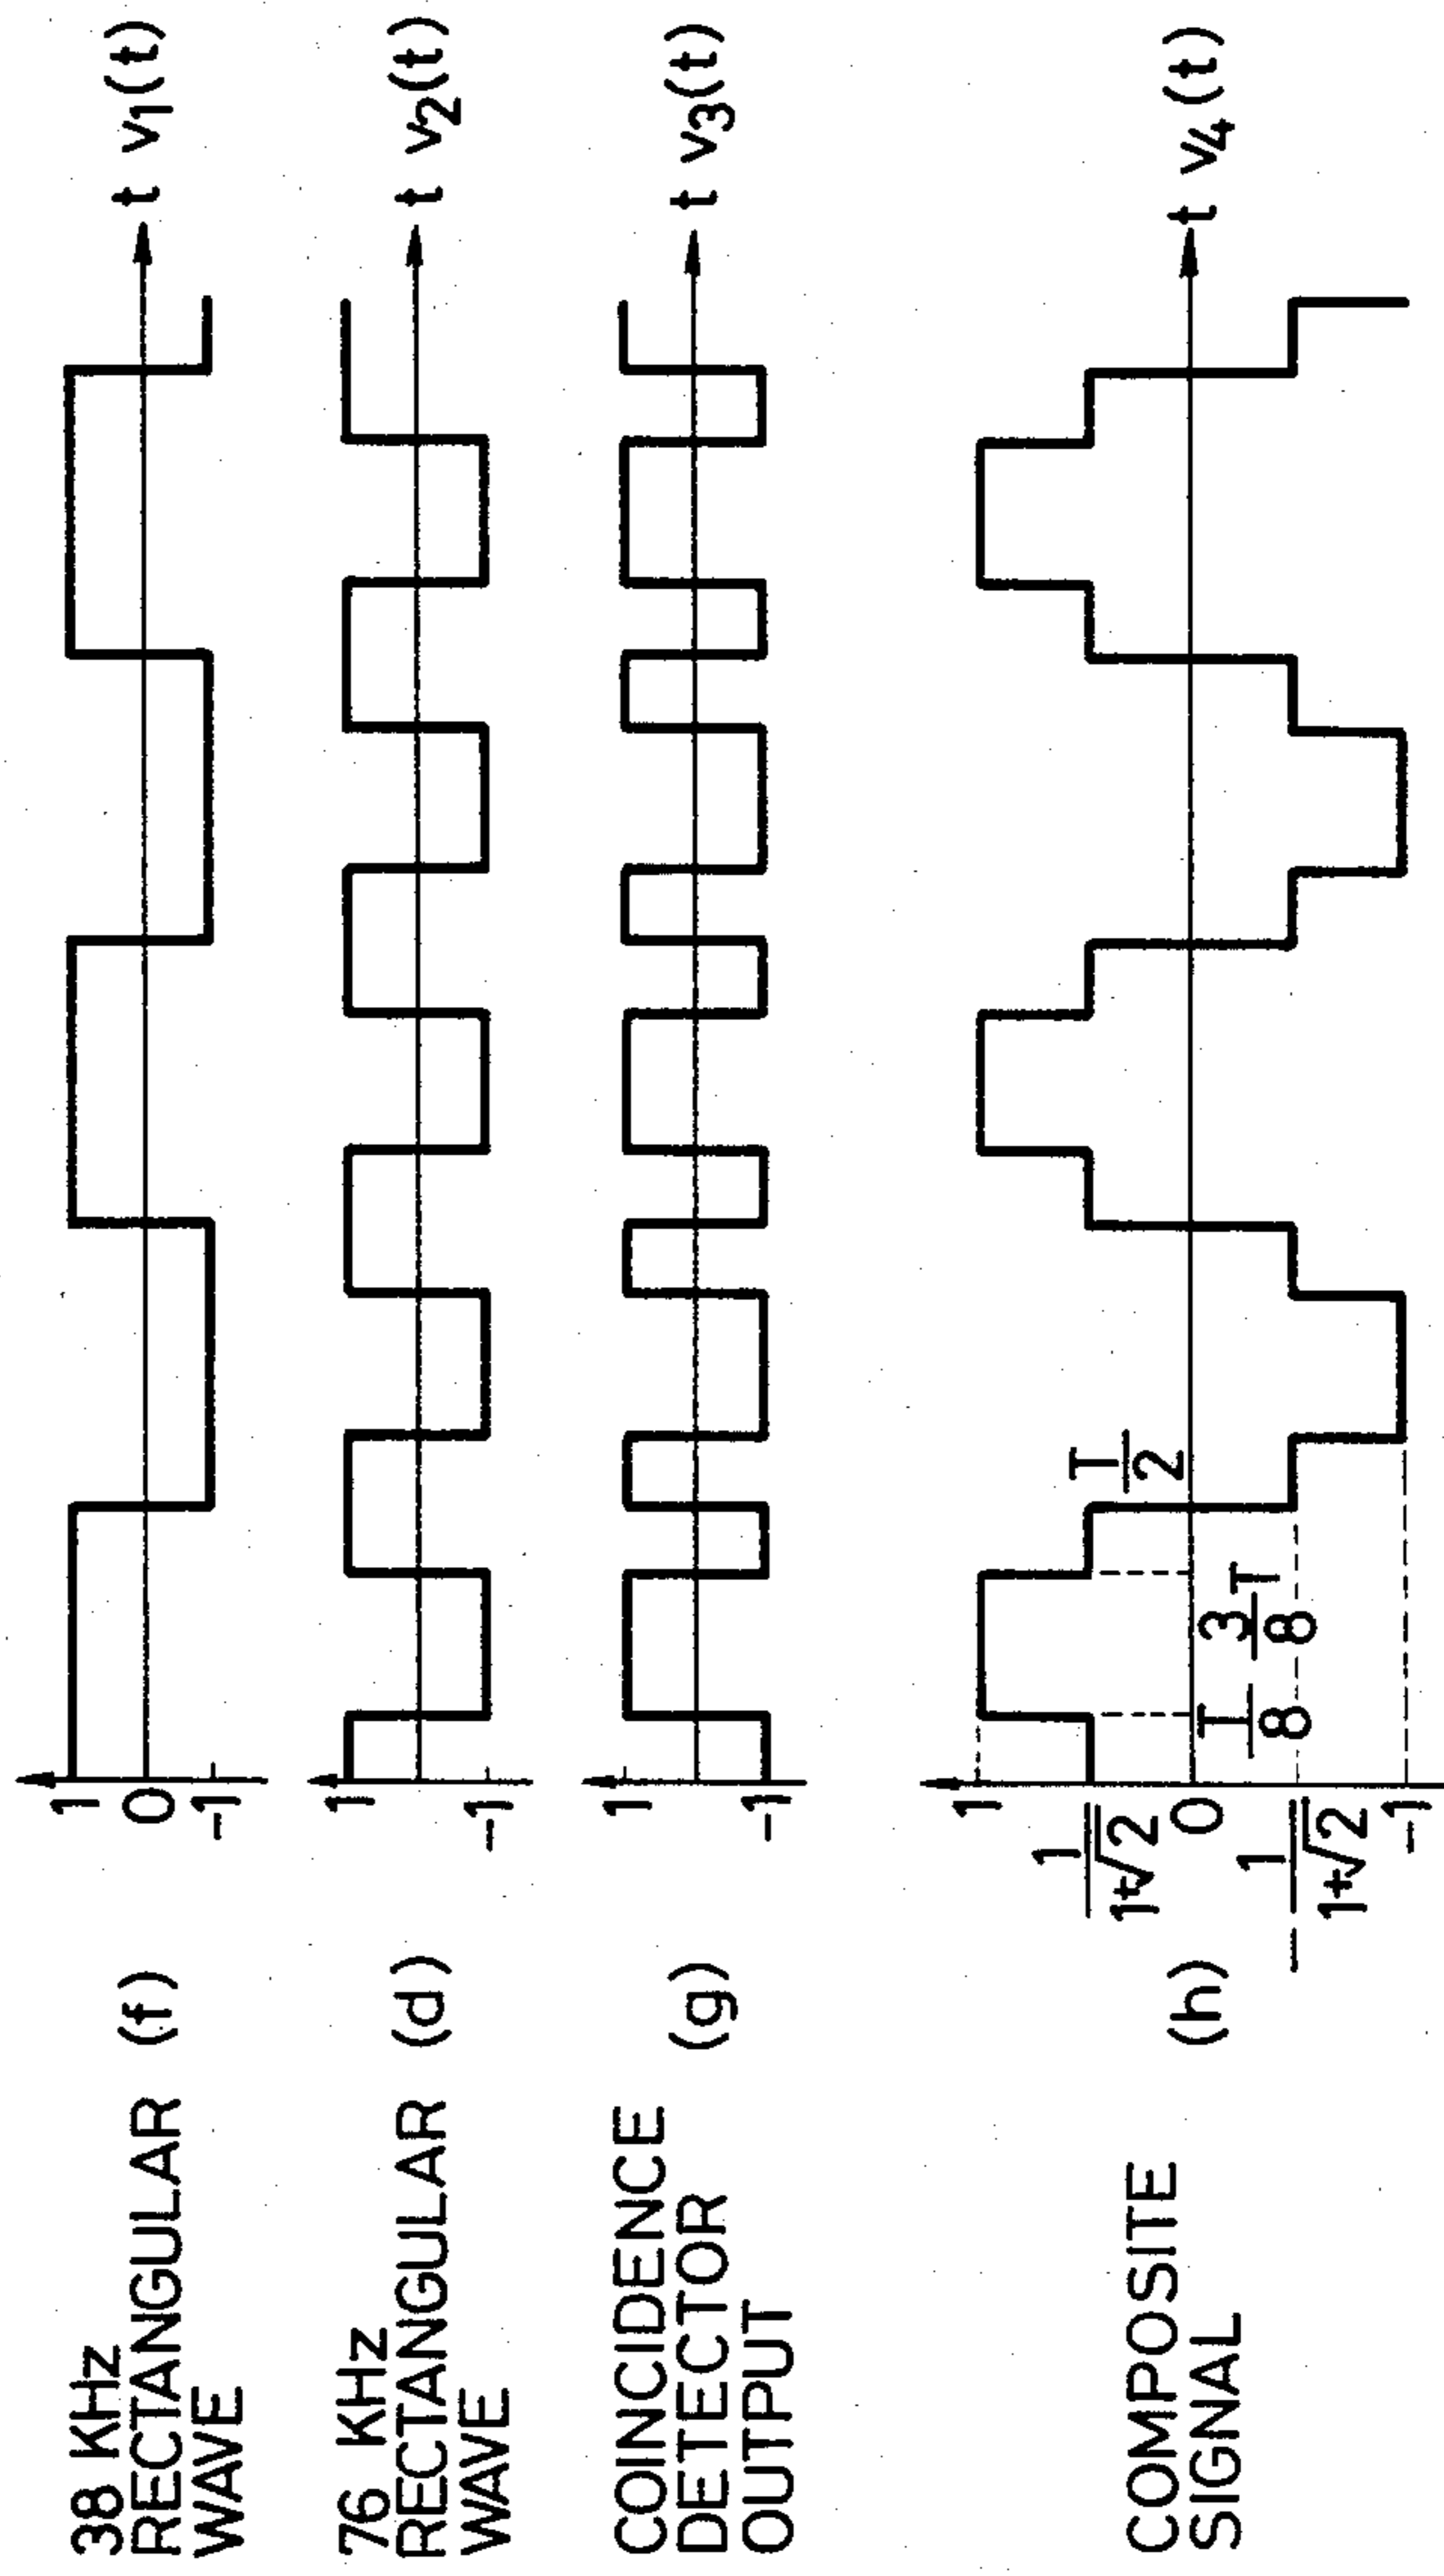 38 KHz
RECTANGULAR (f)
WAVE
1
0
-1
t v1(t)
76 KHz
RECTANGULAR (d)
WAVE
1
-1
t v2(t)
COINCIDENCE
DETECTOR (g)
OUTPUT
1
-1
t v3(t)
COMPOSITE
SIGNAL (h)
1
1/1+√2
0
-1/1+√2
-1
T/8
3/8 T
T/2
t v4(t)